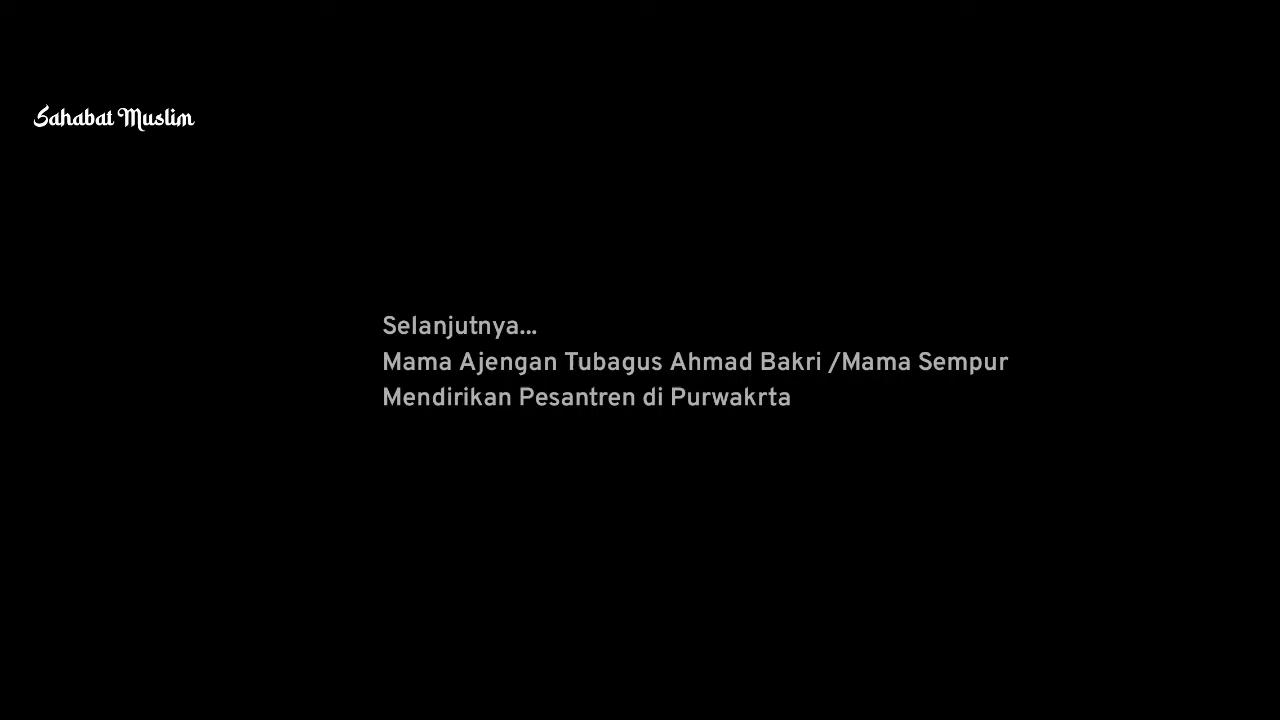 Sahabat Muslim
Selanjutnya...
Mama Ajengan Tubagus Ahmad Bakri /Mama Sempur
Mendirikan Pesantren di Purwakrta